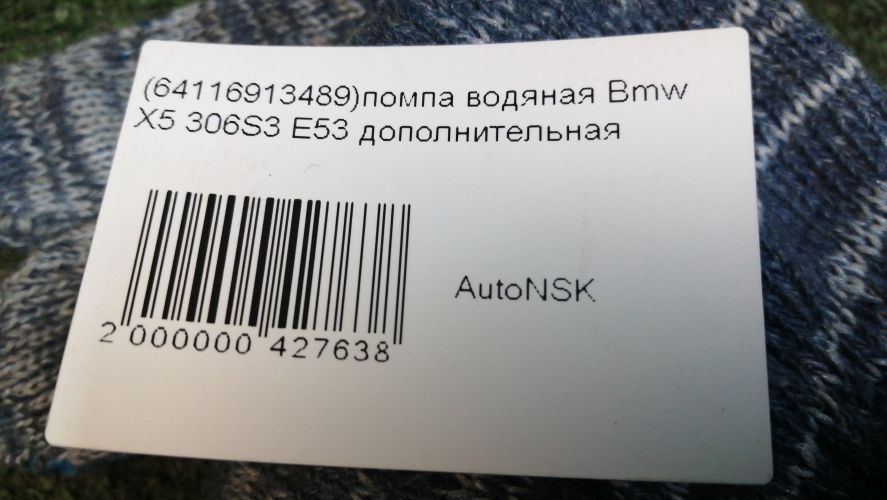 (64116913489)помпа водяная Bmw
X5 306S3 E53 дополнительная
AutoNSK
2 000000 427638